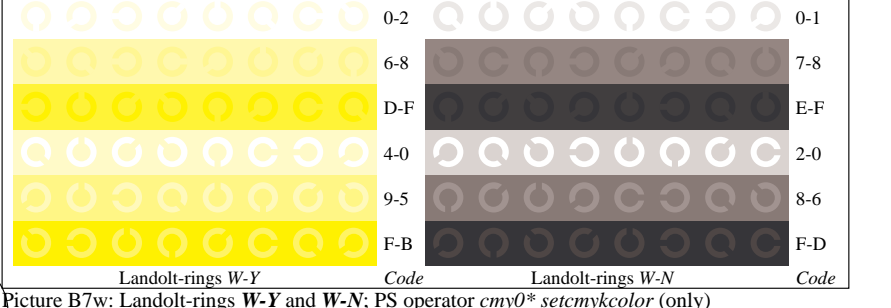 0-2 0-1
6-8 7-8
D-F E-F
4-0 2-0
9-5 8-6
F-B F-D
Landolt-rings W-Y Code Landolt-rings W-N Code
Picture B7w: Landolt-rings W-Y and W-N; PS operator cmy0* setcmykcolor (only)